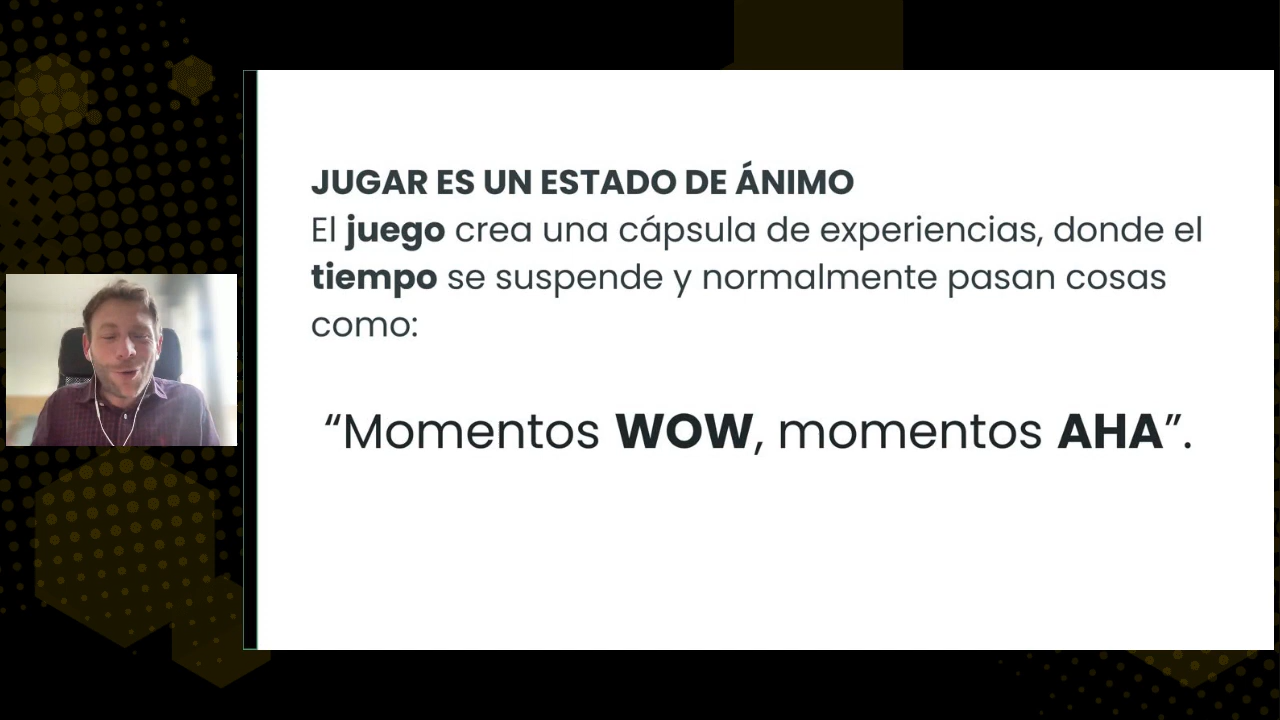 JUGAR ES UN ESTADO DE ÁNIMO
El juego crea una cápsula de experiencias, donde el
tiempo se suspende y normalmente pasan cosas
como:
“Momentos WOW, momentos AHA”.